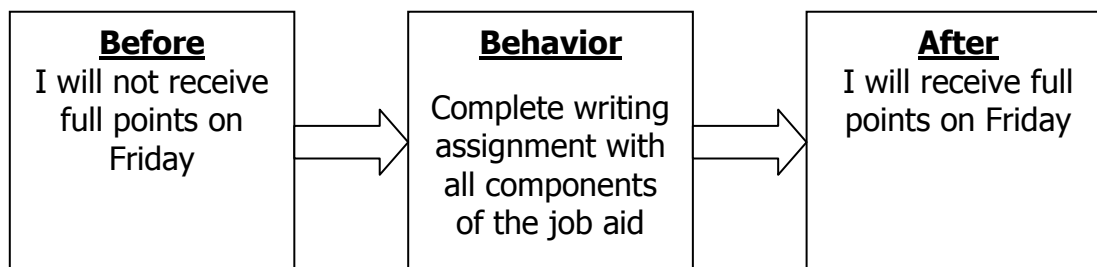 Before
I will not receive
full points on
Friday
Behavior
Complete writing
assignment with
all components
of the job aid
After
I will receive full
points on Friday